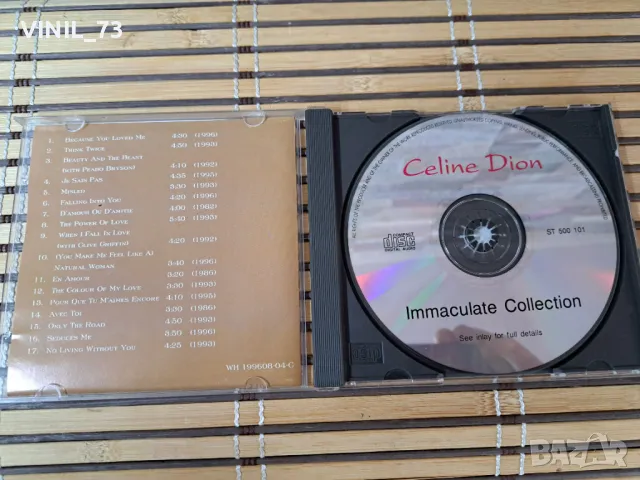 VINIL_73
1. Because You Loved Me 4:30 (1996)
2. Think Twice 4:50 (1993)
3. Beauty And The Beast
(with Peabo Bryson) 4:10 (1992)
4. Je Sais Pas 4:35 (1995)
5. Misled 3:30 (1993)
6. Falling Into You 4:20 (1996)
7. D'amour Ou D'amitie 4:00 (1982)
8. The Power Of Love 5:40 (1993)
9. When I Fall In Love
(with Clive Griffin) 4:20 (1992)
10. (You Make Me Feel Like A)
Natural Woman 3:40 (1996)
11. En Amour 3:20 (1986)
12. The Colour Of My Love 3:30 (1993)
13. Pour Que Tu M'aimes Encore 4:10 (1995)
14. Avec Toi 3:30 (1986)
15. Only The Road 4:50 (1993)
16. Seduces Me 3:50 (1996)
17. No Living Without You 4:25 (1993)
WH 199608-04-C
Celine Dion
COMPACT
disc
DIGITAL AUDIO
ST 500 101
Immaculate Collection
See inlay for full details
BAZAR
bg